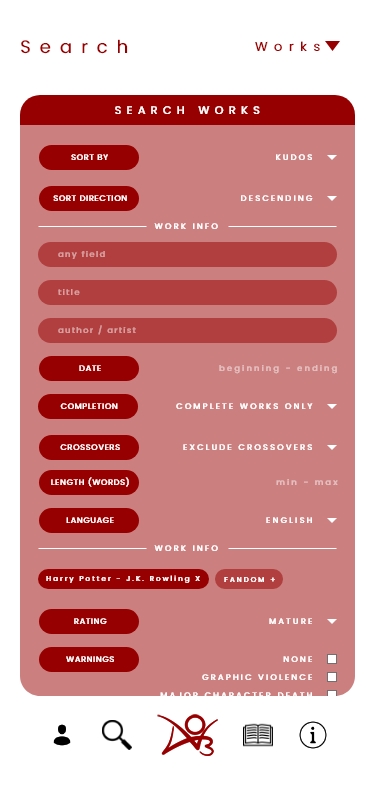 Search Works
SEARCH WORKS
SORT BY KUDOS
SORT DIRECTION DESCENDING
WORK INFO
any field
title
author / artist
DATE beginning - ending
COMPLETION COMPLETE WORKS ONLY
CROSSOVERS EXCLUDE CROSSOVERS
LENGTH (WORDS) min - max
LANGUAGE ENGLISH
WORK INFO
Harry Potter - J.K. Rowling X FANDOM +
RATING MATURE
WARNINGS NONE
GRAPHIC VIOLENCE
MAJOR CHARACTER DEATH